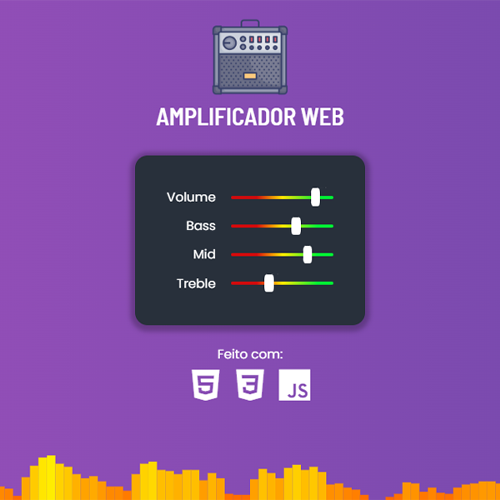 AMPLIFICADOR WEB
Volume
Bass
Mid
Treble
Feito com:
5 3 JS